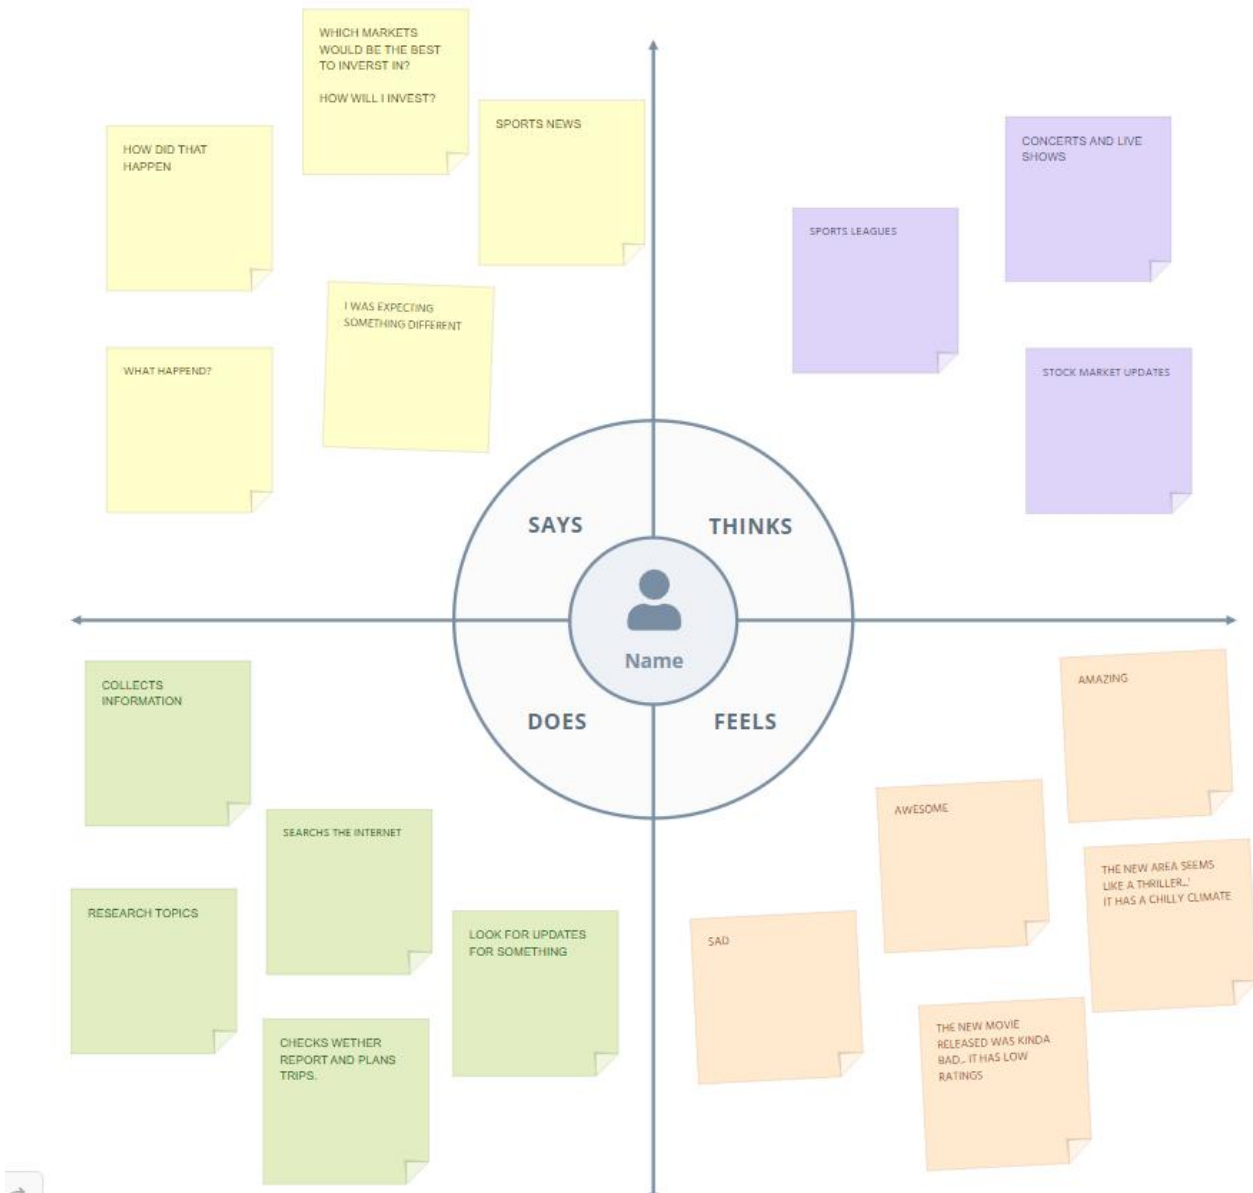 WHICH MARKETS
WOULD BE THE BEST
TO INVERST IN?
HOW WILL I INVEST?
SPORTS NEWS
HOW DID THAT
HAPPEN
I WAS EXPECTING
SOMETHING DIFFERENT
WHAT HAPPEND?
CONCERTS AND LIVE
SHOWS
SPORTS LEAGUES
STOCK MARKET UPDATES
SAYS
THINKS
Name
DOES
FEELS
COLLECTS
INFORMATION
SEARCHS THE INTERNET
RESEARCH TOPICS
LOOK FOR UPDATES
FOR SOMETHING
CHECKS WETHER
REPORT AND PLANS
TRIPS.
AMAZING
AWESOME
THE NEW AREA SEEMS
LIKE A THRILLER...'
IT HAS A CHILLY CLIMATE
SAD
THE NEW MOVIE
RELEASED WAS KINDA
BAD... IT HAS LOW
RATINGS